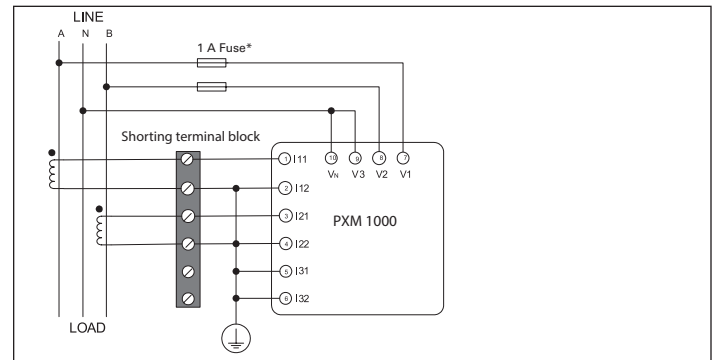 LINE
A N B
1 A Fuse*
Shorting terminal block
1 I11
2 I12
3 I21
4 I22
5 I31
6 I32
10 9 8 7
VN V3 V2 V1
PXM 1000
LOAD